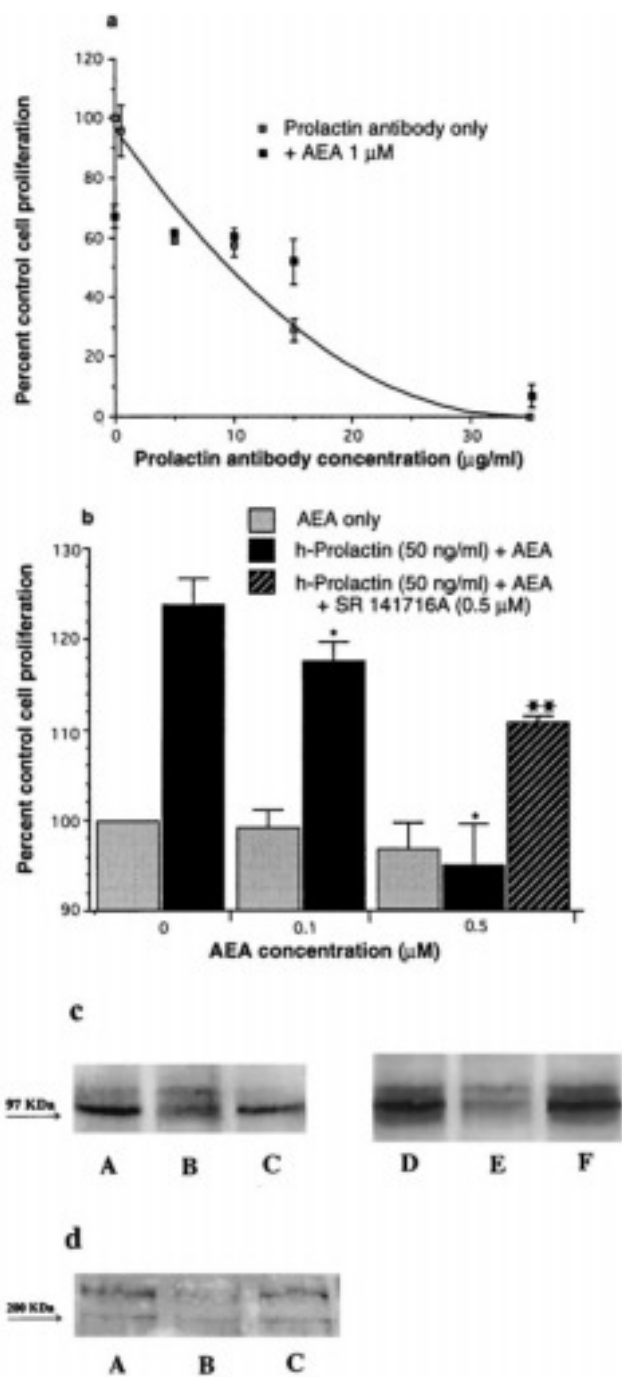 a
120
100
80
60
40
20
0
Percent control cell proliferation
Prolactin antibody only
+ AEA 1 μM
0 10 20 30
Prolactin antibody concentration (μg/ml)
b
AEA only
h-Prolactin (50 ng/ml) + AEA
h-Prolactin (50 ng/ml) + AEA
+ SR 141716A (0.5 μM)
130
120
110
100
90
Percent control cell proliferation
*
*
**
0 0.1 0.5
AEA concentration (μM)
c
97 KDa
A B C D E F
d
200 KDa
A B C